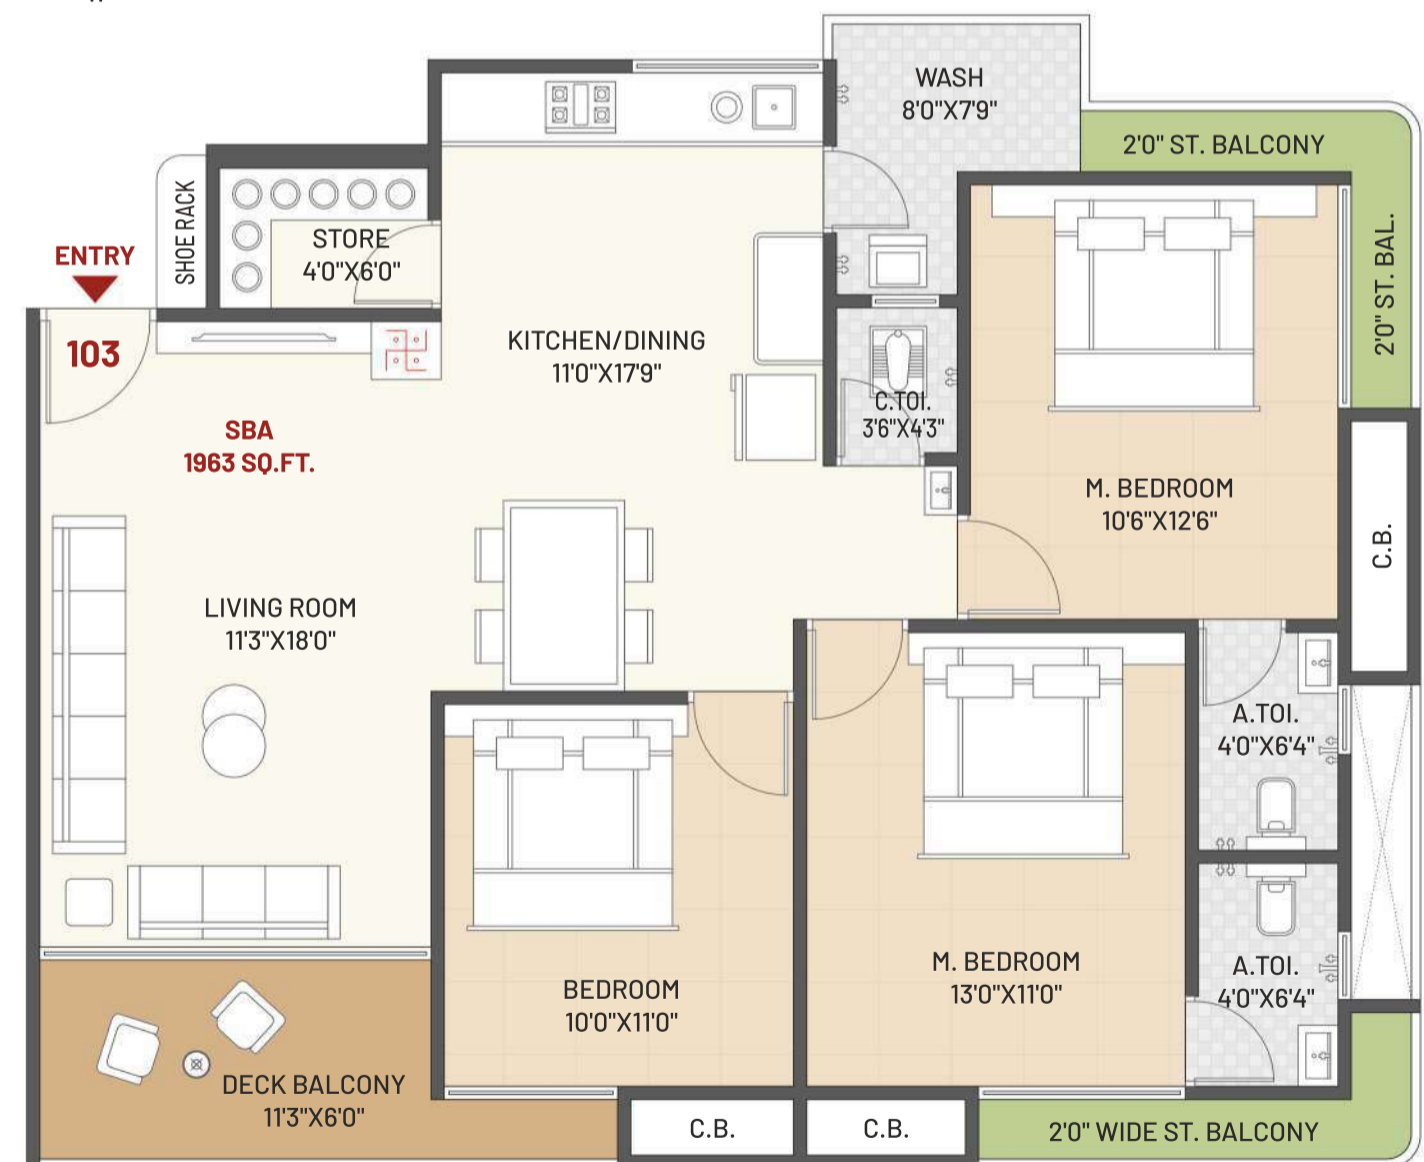 WASH
8'0"X7'9"
2'0" ST. BALCONY
SHOE RACK
STORE
4'0"X6'0"
ENTRY
2'0" ST. BAL.
103
KITCHEN/DINING
11'0"X17'9"
C.TOI.
3'6"X4'3"
SBA
1963 SQ.FT.
M. BEDROOM
10'6"X12'6"
C.B.
LIVING ROOM
11'3"X18'0"
A.TOI.
4'0"X6'4"
M. BEDROOM
13'0"X11'0"
A.TOI.
4'0"X6'4"
BEDROOM
10'0"X11'0"
DECK BALCONY
11'3"X6'0"
C.B.
C.B.
2'0" WIDE ST. BALCONY